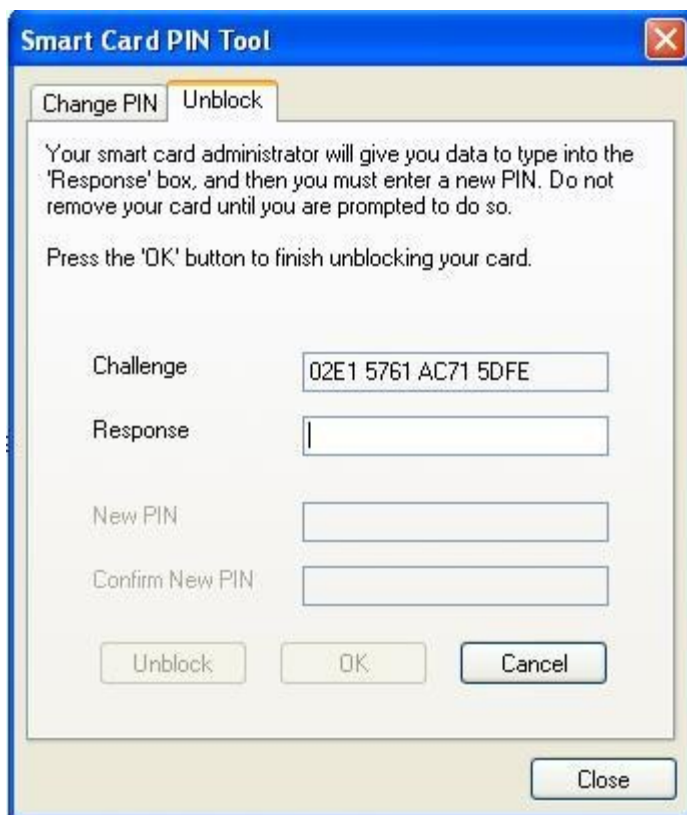 Smart Card PIN Tool
Change PIN
Unblock
Your smart card administrator will give you data to type into the
'Response' box, and then you must enter a new PIN. Do not
remove your card until you are prompted to do so.
Press the 'OK' button to finish unblocking your card.
Challenge
02E1 5761 AC71 5DFE
Response
New PIN
Confirm New PIN
Unblock
OK
Cancel
Close